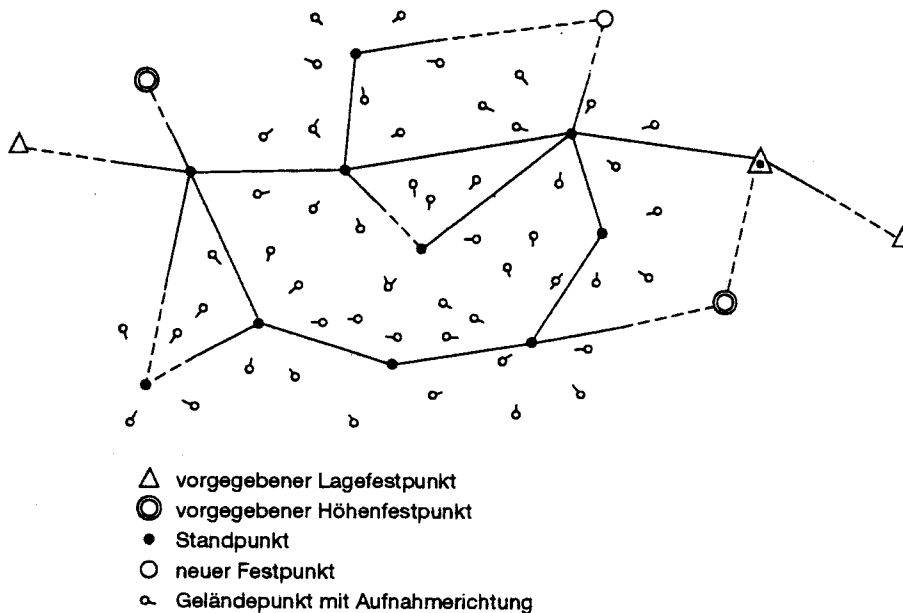 vorgegebener Lagefestpunkt
vorgegebener Höhenfestpunkt
Standpunkt
neuer Festpunkt
Geländepunkt mit Aufnahmerichtung